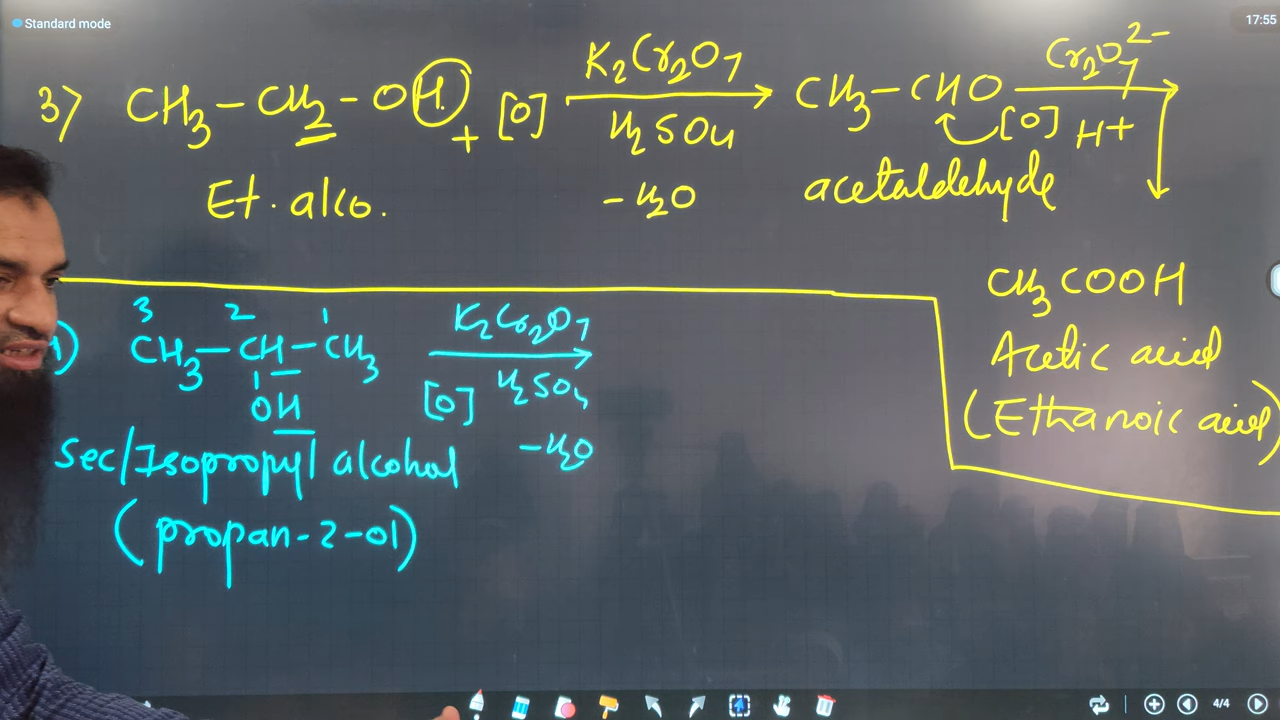 Standard mode
17:55
3) CH3-CH2-OH + [O] K2Cr2O7 H2SO4 -H2O CH3-CHO Cr2O7 2- [O] H+
Et. alco.
acetaldehyde
CH3COOH
Acetic acid
(Ethanoic acid)
3 2 1
CH3-CH-CH3 K2Cr2O7
OH [O] H2SO4
Sec/Isopropyl alcohol -H2O
(propan-2-ol)
4/4